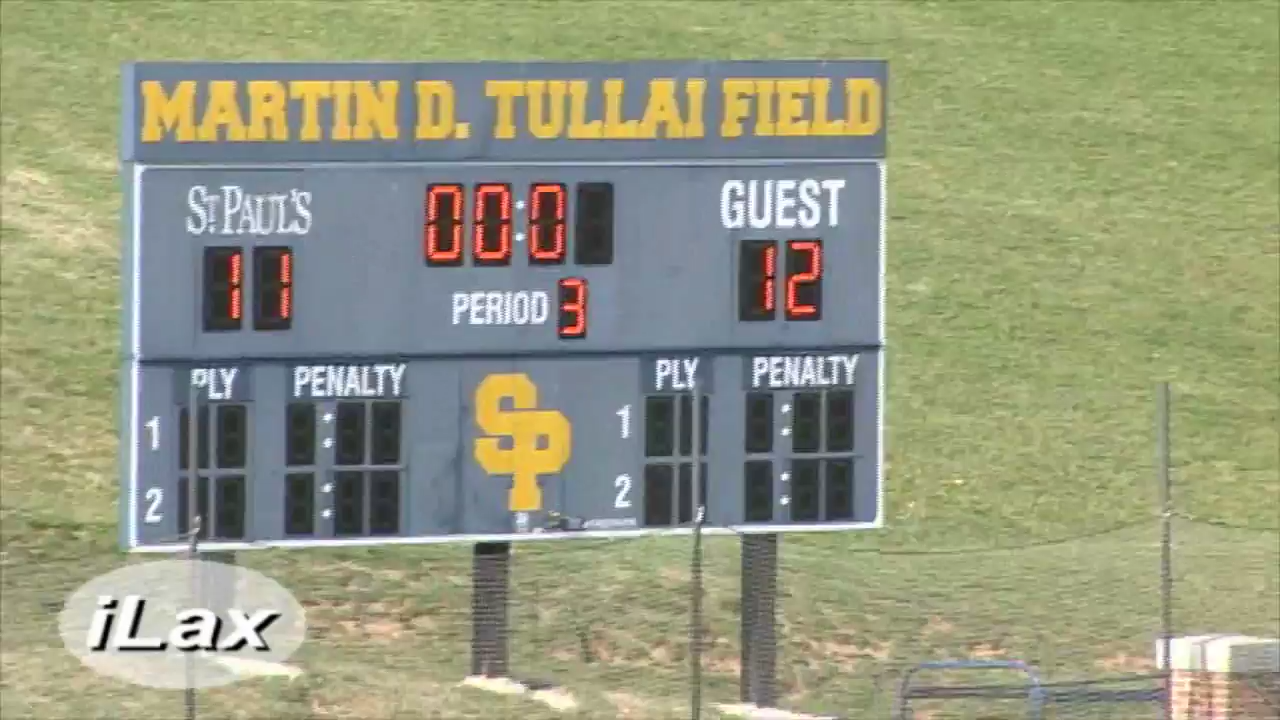 MARTIN D. TULLAI FIELD
ST. PAUL'S 00:0 GUEST
11 12
PERIOD 3
PLY PENALTY PLY PENALTY
1 1
SP
2 2
iLax